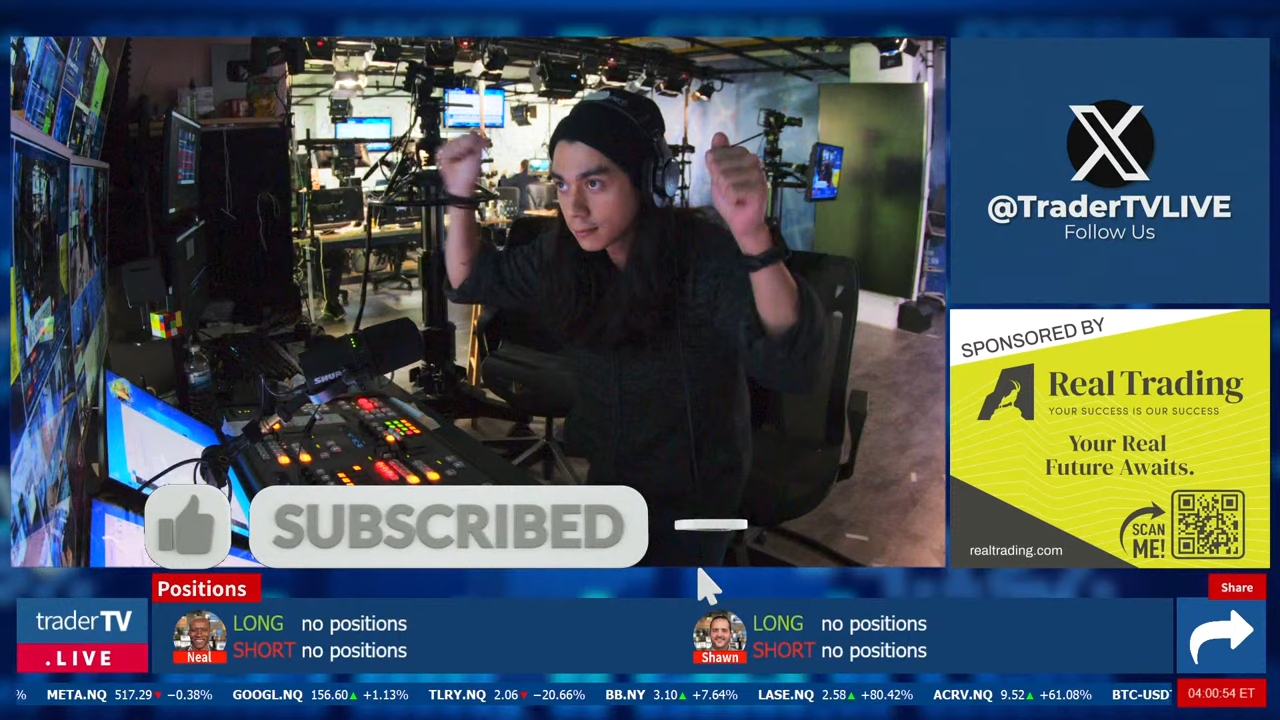 @TraderTVLIVE
Follow Us
SPONSORED BY
Real Trading
YOUR SUCCESS IS OUR SUCCESS
Your Real
Future Awaits.
SCAN
ME!
realtrading.com
SHURE
SUBSCRIBED
Positions
Share
traderTV
.LIVE
LONG no positions
SHORT no positions
Neal
LONG no positions
SHORT no positions
Shawn
% META.NQ 517.29▼ −0.38% GOOGL.NQ 156.60▲ +1.13% TLRY.NQ 2.06▼ −20.66% BB.NY 3.10▲ +7.64% LASE.NQ 2.58▲ +80.42% ACRV.NQ 9.52▲ +61.08% BTC-USD
04:00:54 ET